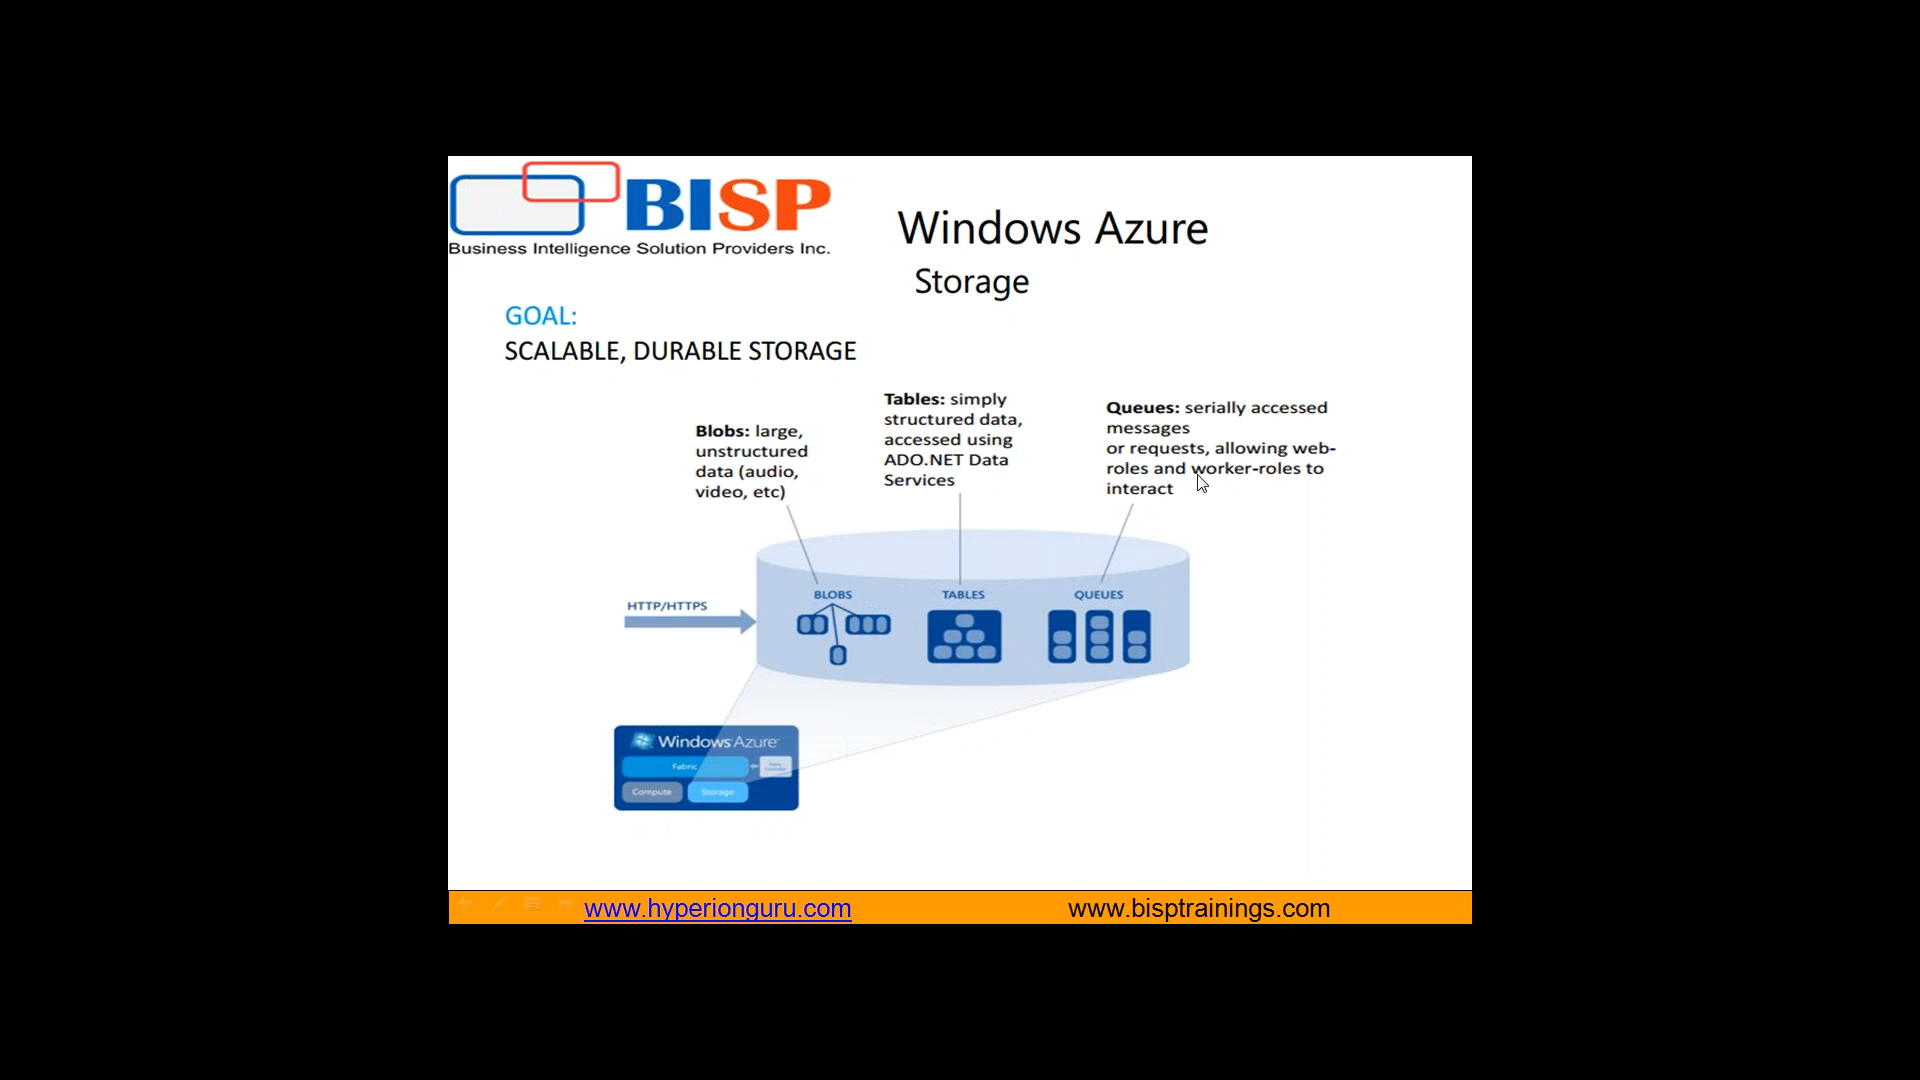 BISP
Business Intelligence Solution Providers Inc.
Windows Azure
Storage
GOAL:
SCALABLE, DURABLE STORAGE
Blobs: large,
unstructured
data (audio,
video, etc)
Tables: simply
structured data,
accessed using
ADO.NET Data
Services
Queues: serially accessed
messages
or requests, allowing web-
roles and worker-roles to
interact
HTTP/HTTPS
BLOBS
TABLES
QUEUES
Windows Azure
Fabric
Compute
Storage
www.hyperionguru.com
www.bisptrainings.com